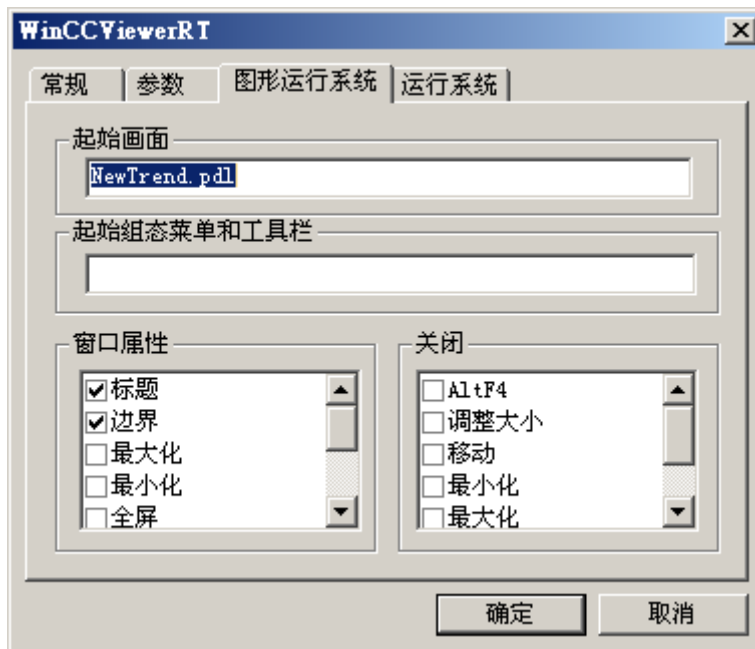 WinCCViewerRT
常规 参数 图形运行系统 运行系统
起始画面
NewTrend.pdl
起始组态菜单和工具栏
窗口属性
标题
边界
最大化
最小化
全屏
关闭
AltF4
调整大小
移动
最小化
最大化
确定 取消